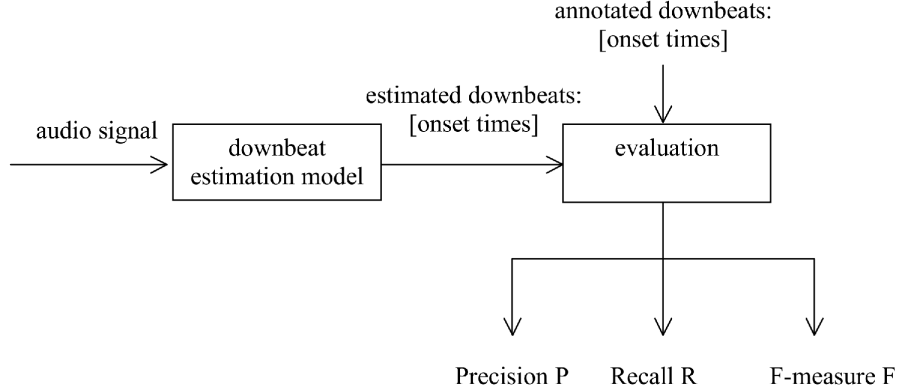 annotated downbeats:
[onset times]
estimated downbeats:
[onset times]
audio signal
downbeat
estimation model
evaluation
Precision P
Recall R
F-measure F